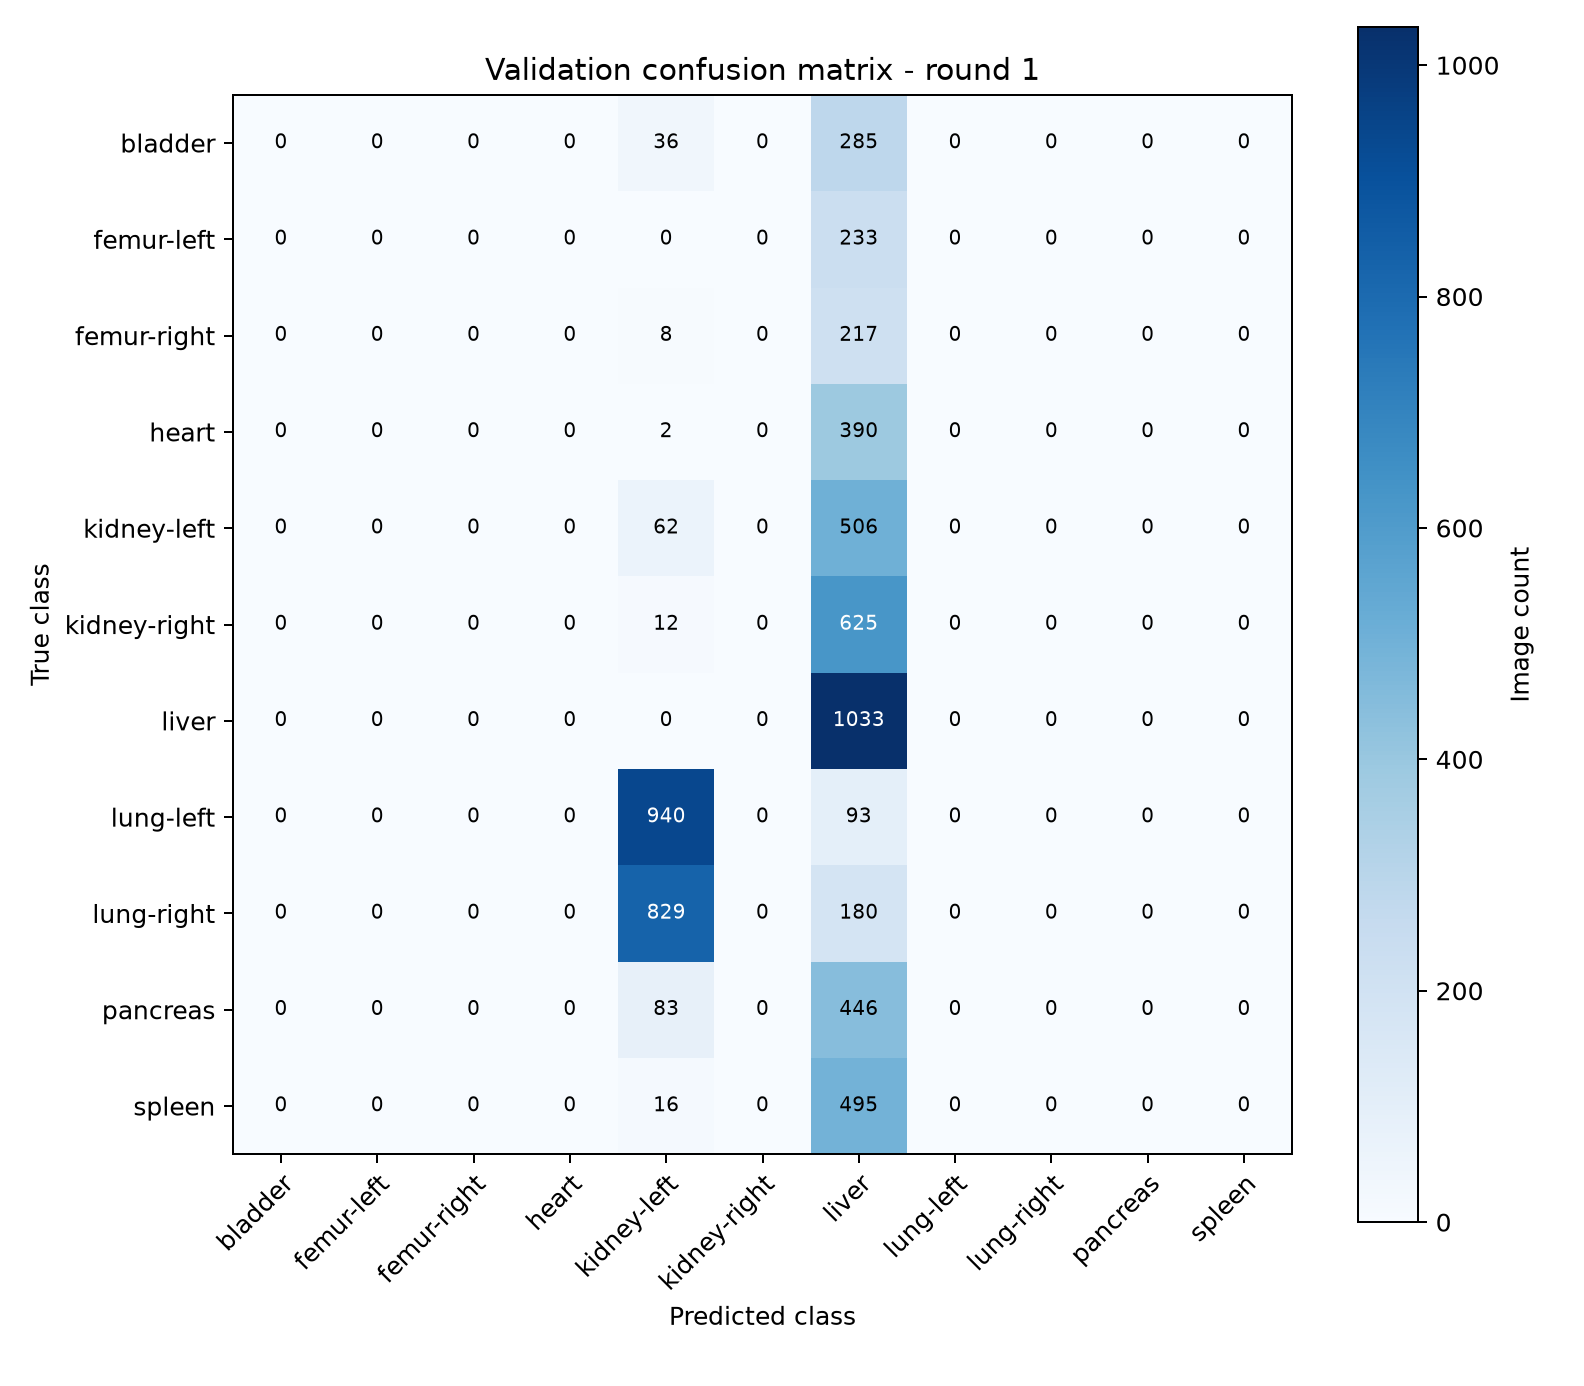 Validation confusion matrix - round 1
bladder 0 0 0 0 36 0 285 0 0 0 0
femur-left 0 0 0 0 0 0 233 0 0 0 0
femur-right 0 0 0 0 8 0 217 0 0 0 0
heart 0 0 0 0 2 0 390 0 0 0 0
kidney-left 0 0 0 0 62 0 506 0 0 0 0
kidney-right 0 0 0 0 12 0 625 0 0 0 0
liver 0 0 0 0 0 0 1033 0 0 0 0
lung-left 0 0 0 0 940 0 93 0 0 0 0
lung-right 0 0 0 0 829 0 180 0 0 0 0
pancreas 0 0 0 0 83 0 446 0 0 0 0
spleen 0 0 0 0 16 0 495 0 0 0 0
bladder femur-left femur-right heart kidney-left kidney-right liver lung-left lung-right pancreas spleen
Predicted class
True class
1000
800
600
400
200
0
Image count